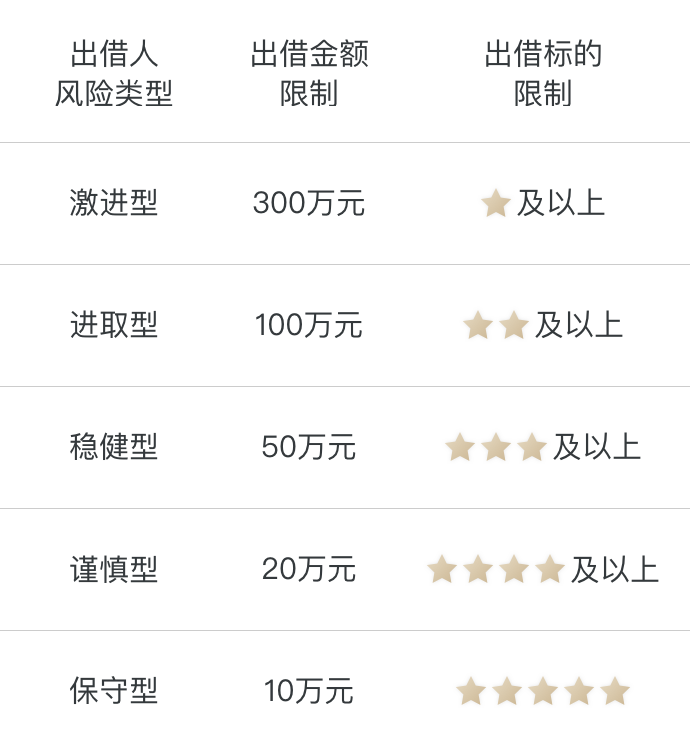 出借人 出借金额 出借标的
风险类型 限制 限制
激进型 300万元 及以上
进取型 100万元 及以上
稳健型 50万元 及以上
谨慎型 20万元 及以上
保守型 10万元